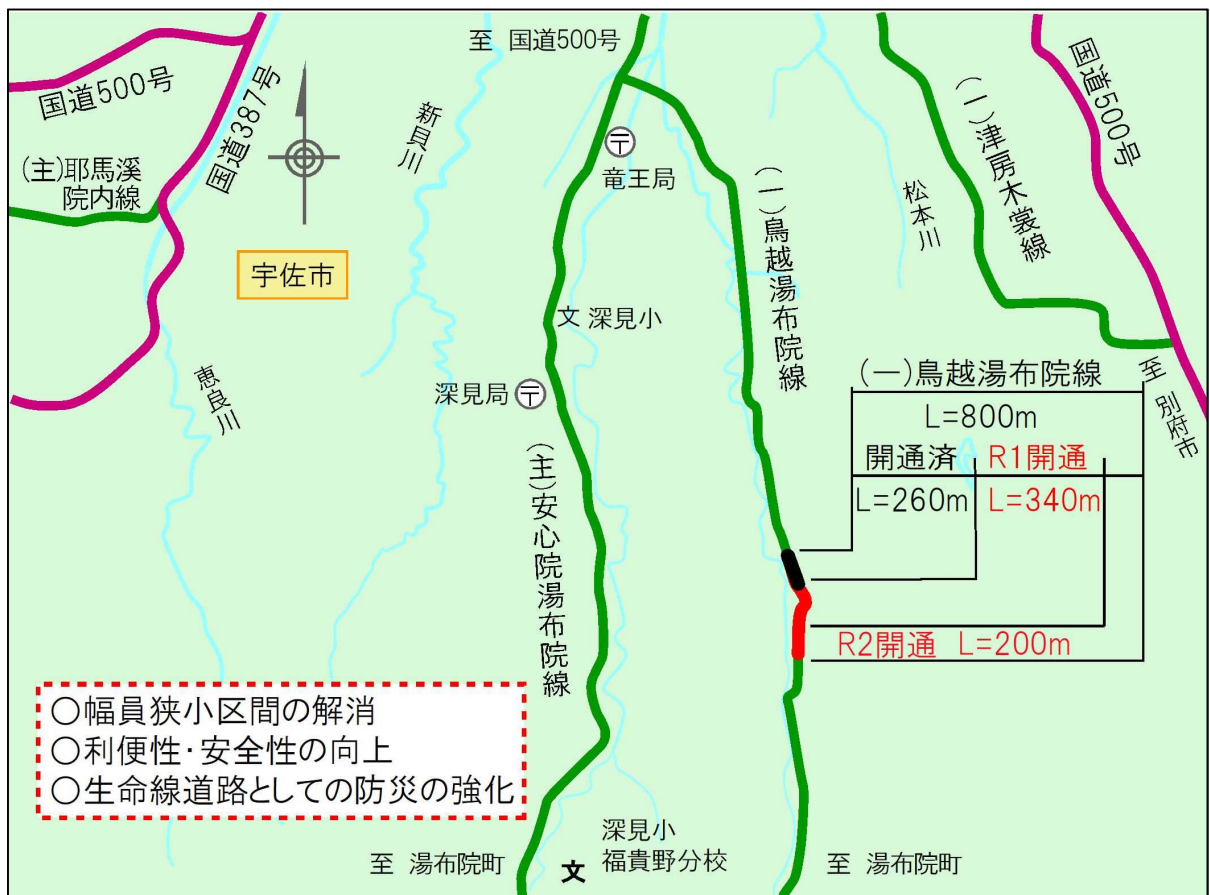 至 国道500号
国道500号
国道387号
(主)耶馬溪
院内線
新貝川
宇佐市
恵良川
〒
竜王局
文 深見小
深見局 〒
(主)安心院湯布院線
(一)鳥越湯布院線
松本川
(一)津房木裳線
国道500号
至 別府市
(一)鳥越湯布院線
L=800m
開通済 R1開通
L=260m L=340m
R2開通 L=200m
○幅員狭小区間の解消
○利便性・安全性の向上
○生命線道路としての防災の強化
至 湯布院町
文 深見小
福貴野分校
至 湯布院町